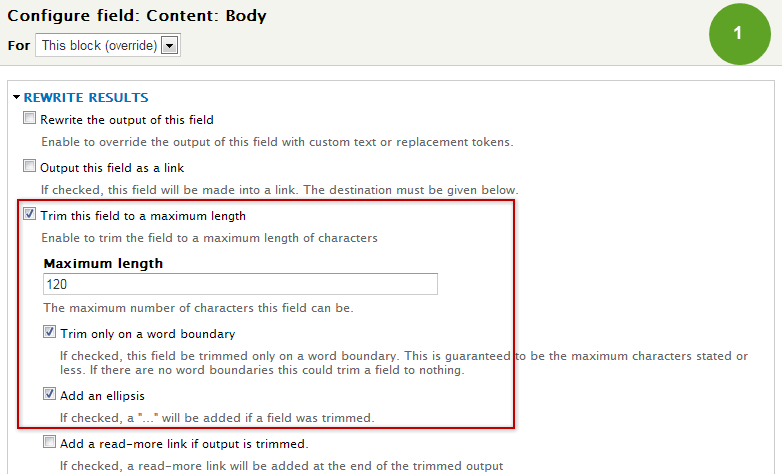 Configure field: Content: Body
1
For This block (override)
REWRITE RESULTS
Rewrite the output of this field
Enable to override the output of this field with custom text or replacement tokens.
Output this field as a link
If checked, this field will be made into a link. The destination must be given below.
Trim this field to a maximum length
Enable to trim the field to a maximum length of characters
Maximum length
120
The maximum number of characters this field can be.
Trim only on a word boundary
If checked, this field be trimmed only on a word boundary. This is guaranteed to be the maximum characters stated or
less. If there are no word boundaries this could trim a field to nothing.
Add an ellipsis
If checked, a "..." will be added if a field was trimmed.
Add a read-more link if output is trimmed.
If checked, a read-more link will be added at the end of the trimmed output